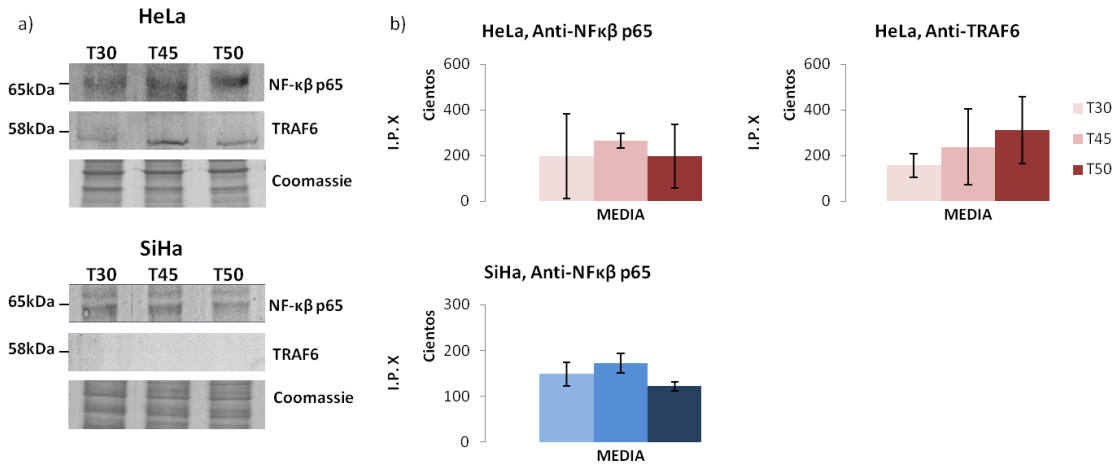 a)
HeLa
T30 T45 T50
65kDa
NF-κβ p65
58kDa
TRAF6
Coomassie
SiHa
T30 T45 T50
65kDa
NF-κβ p65
58kDa
TRAF6
Coomassie
b)
HeLa, Anti-NFκβ p65
I.P. X
Cientos
600
400
200
0
MEDIA
HeLa, Anti-TRAF6
I.P. X
Cientos
600
400
200
0
MEDIA
T30
T45
T50
SiHa, Anti-NFκβ p65
I.P. X
Cientos
300
200
100
0
MEDIA